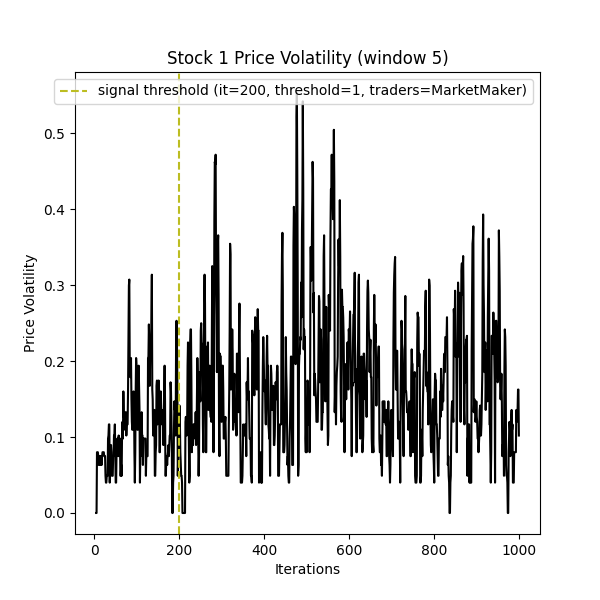 Stock 1 Price Volatility (window 5)
signal threshold (it=200, threshold=1, traders=MarketMaker)
Price Volatility
0.5
0.4
0.3
0.2
0.1
0.0
0 200 400 600 800 1000
Iterations